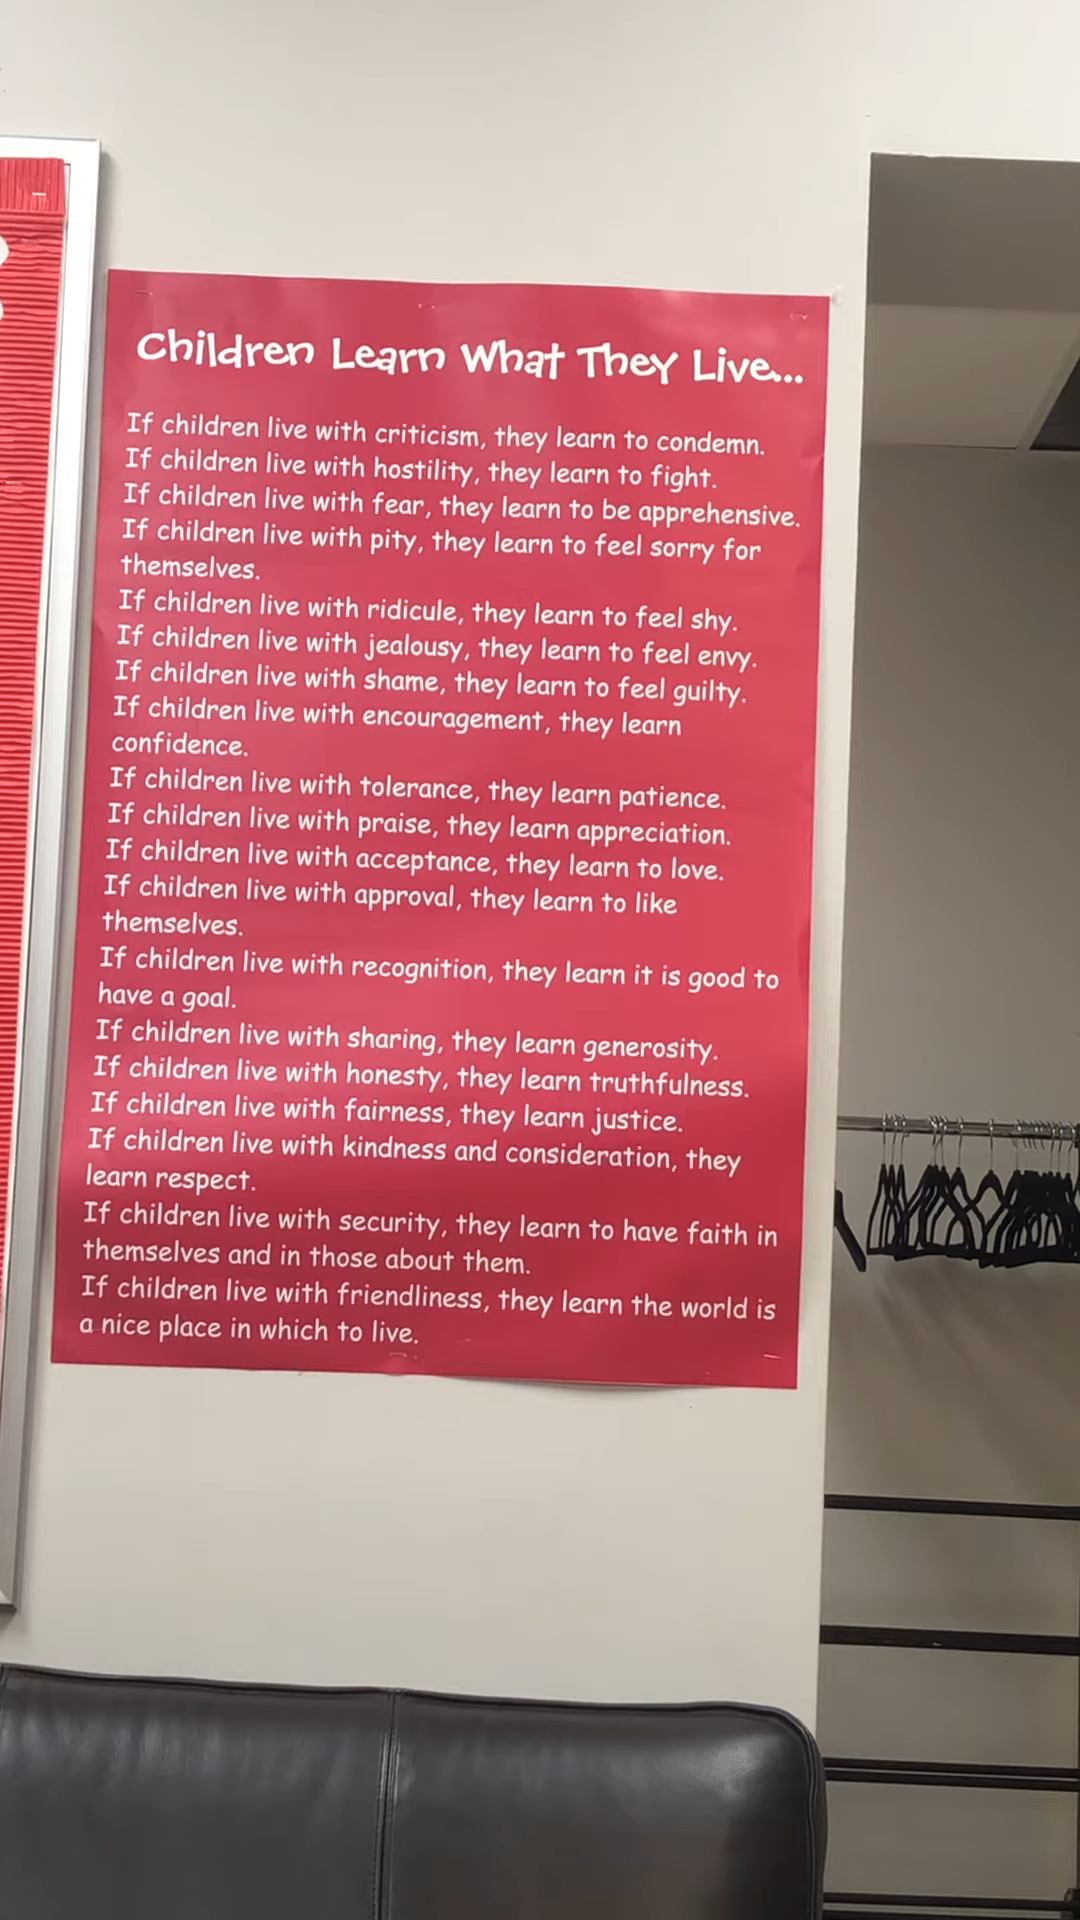 Children Learn What They Live...
If children live with criticism, they learn to condemn.
If children live with hostility, they learn to fight.
If children live with fear, they learn to be apprehensive.
If children live with pity, they learn to feel sorry for
themselves.
If children live with ridicule, they learn to feel shy.
If children live with jealousy, they learn to feel envy.
If children live with shame, they learn to feel guilty.
If children live with encouragement, they learn
confidence.
If children live with tolerance, they learn patience.
If children live with praise, they learn appreciation.
If children live with acceptance, they learn to love.
If children live with approval, they learn to like
themselves.
If children live with recognition, they learn it is good to
have a goal.
If children live with sharing, they learn generosity.
If children live with honesty, they learn truthfulness.
If children live with fairness, they learn justice.
If children live with kindness and consideration, they
learn respect.
If children live with security, they learn to have faith in
themselves and in those about them.
If children live with friendliness, they learn the world is
a nice place in which to live.